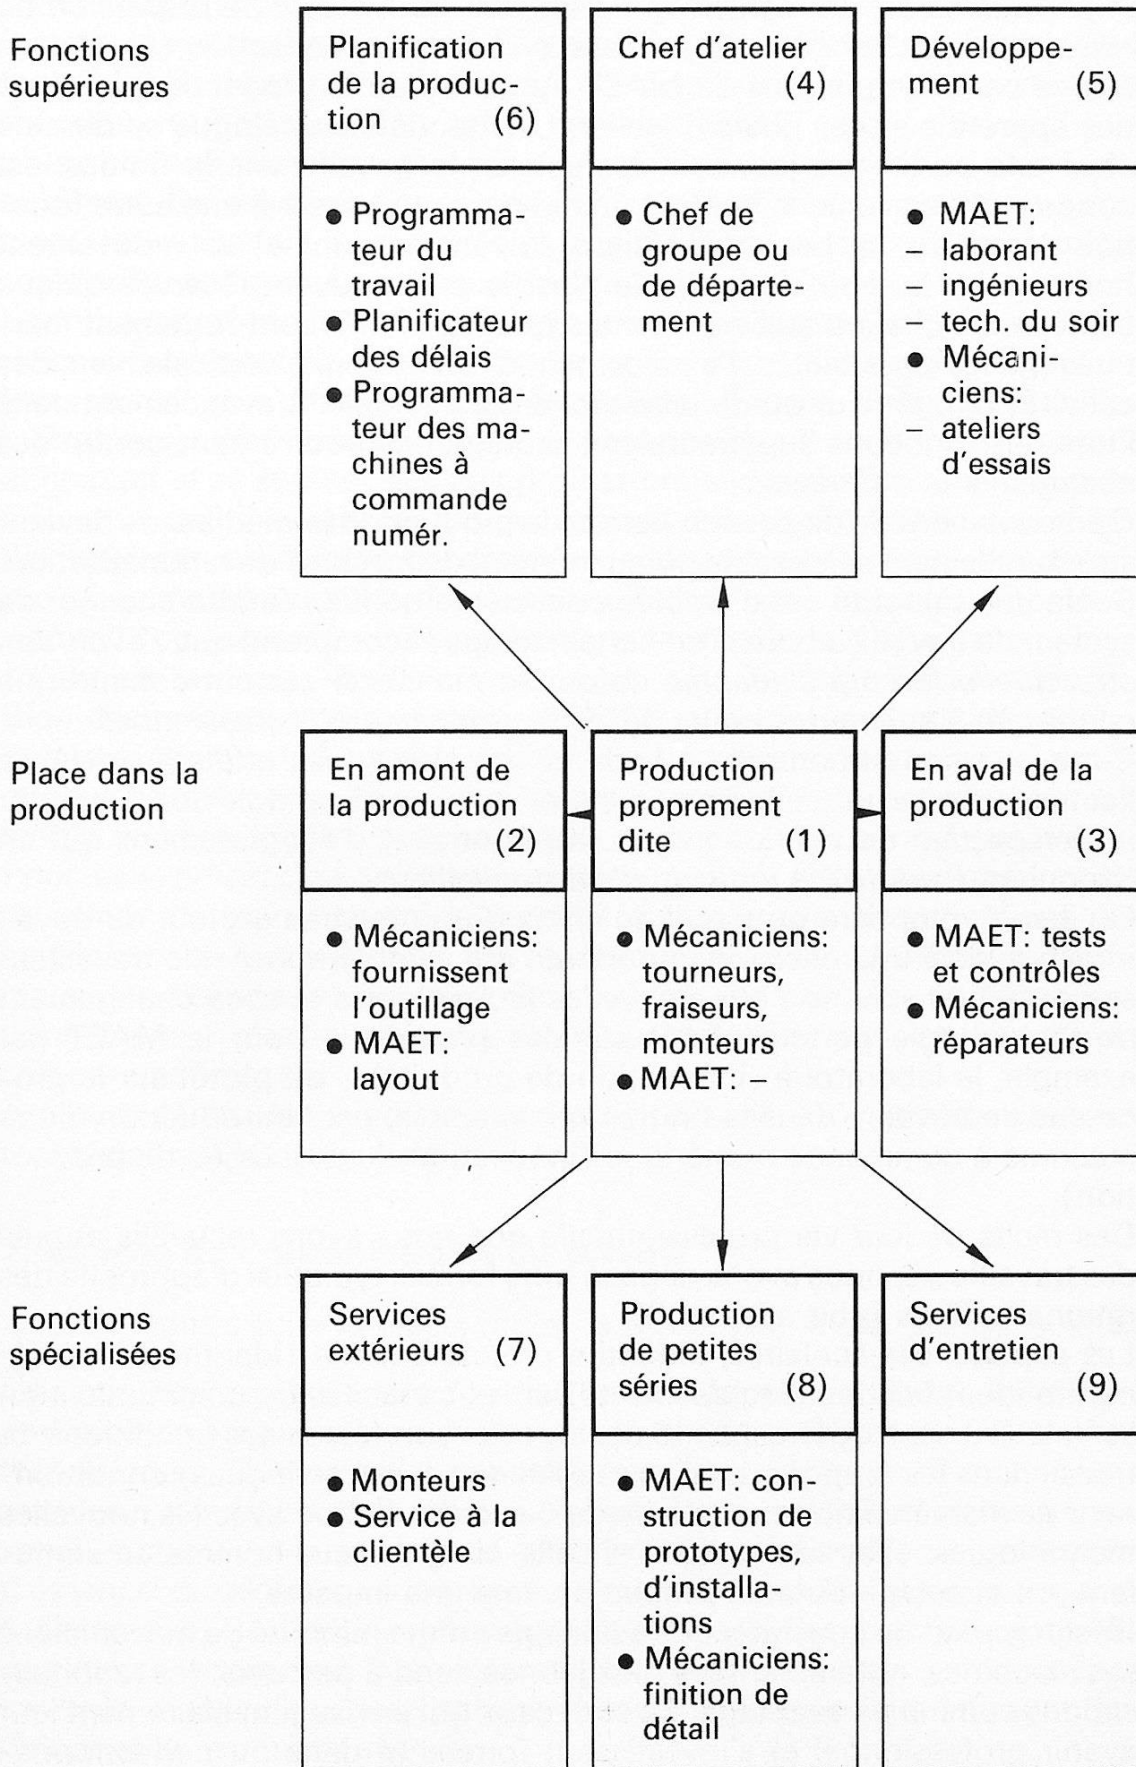 Fonctions
supérieures
Planification
de la produc-
tion (6)
Chef d'atelier
(4)
Développe-
ment (5)
● Programma-
teur du
travail
● Planificateur
des délais
● Programma-
teur des ma-
chines à
commande
numér.
● Chef de
groupe ou
de départe-
ment
● MAET:
– laborant
– ingénieurs
– tech. du soir
● Mécani-
ciens:
– ateliers
d'essais
Place dans la
production
En amont de
la production
(2)
Production
proprement
dite (1)
En aval de la
production
(3)
● Mécaniciens:
fournissent
l'outillage
● MAET:
layout
● Mécaniciens:
tourneurs,
fraiseurs,
monteurs
● MAET: –
● MAET: tests
et contrôles
● Mécaniciens:
réparateurs
Fonctions
spécialisées
Services
extérieurs (7)
Production
de petites
séries (8)
Services
d'entretien
(9)
● Monteurs
● Service à la
clientèle
● MAET: con-
struction de
prototypes,
d'installa-
tions
● Mécaniciens:
finition de
détail